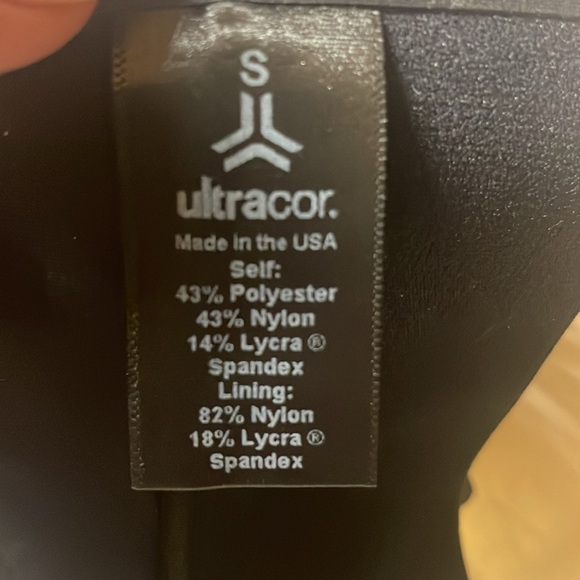 S
ultracor.
Made in the USA
Self:
43% Polyester
43% Nylon
14% Lycra ®
Spandex
Lining:
82% Nylon
18% Lycra ®
Spandex